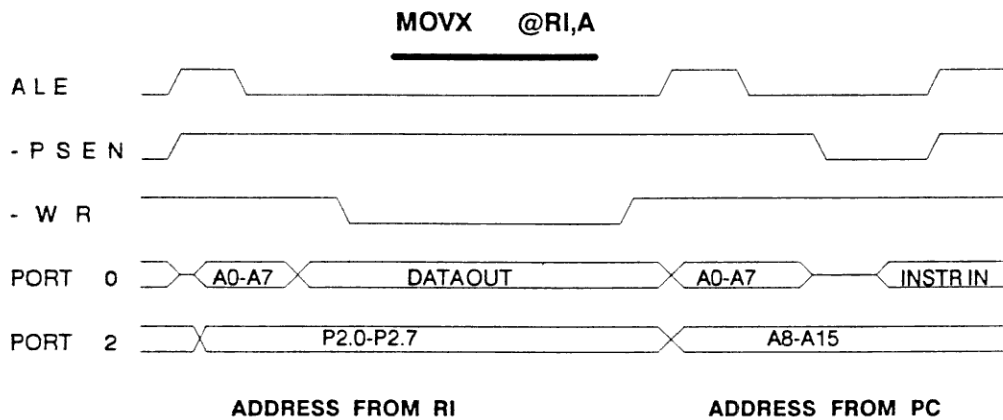 MOVX @RI,A
ALE
-PSEN
-WR
PORT 0 A0-A7 DATAOUT A0-A7 INSTR IN
PORT 2 P2.0-P2.7 A8-A15
ADDRESS FROM RI ADDRESS FROM PC